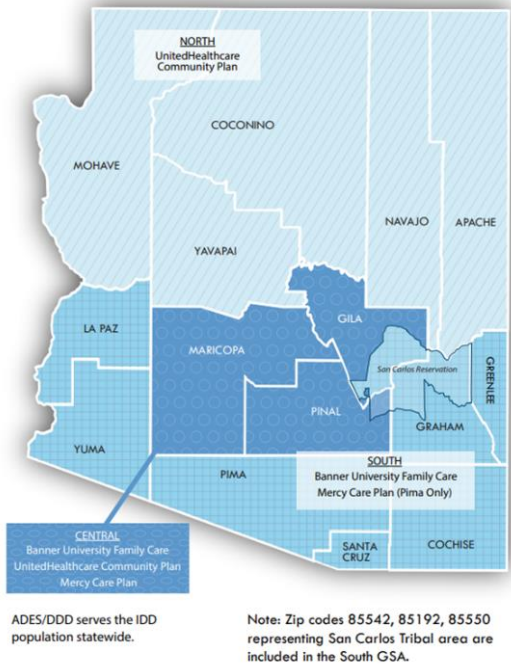 NORTH
UnitedHealthcare
Community Plan
COCONINO
MOHAVE
NAVAJO
APACHE
YAVAPAI
GILA
LA PAZ
MARICOPA
San Carlos Reservation
GREENLEE
PINAL
GRAHAM
YUMA
PIMA
SOUTH
Banner University Family Care
Mercy Care Plan (Pima Only)
CENTRAL
Banner University Family Care
UnitedHealthcare Community Plan
Mercy Care Plan
SANTA
CRUZ
COCHISE
ADES/DDD serves the IDD
population statewide.
Note: Zip codes 85542, 85192, 85550
representing San Carlos Tribal area are
included in the South GSA.